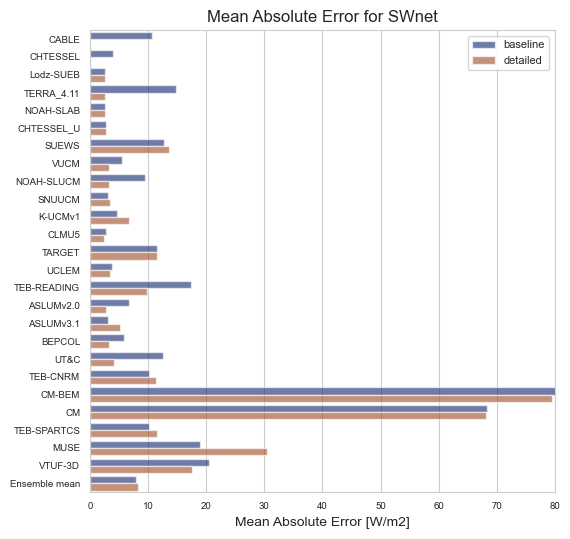 Mean Absolute Error for SWnet
baseline
detailed
CABLE
CHTESSEL
Lodz-SUEB
TERRA_4.11
NOAH-SLAB
CHTESSEL_U
SUEWS
VUCM
NOAH-SLUCM
SNUUCM
K-UCMv1
CLMU5
TARGET
UCLEM
TEB-READING
ASLUMv2.0
ASLUMv3.1
BEPCOL
UT&C
TEB-CNRM
CM-BEM
CM
TEB-SPARTCS
MUSE
VTUF-3D
Ensemble mean
0 10 20 30 40 50 60 70 80
Mean Absolute Error [W/m2]